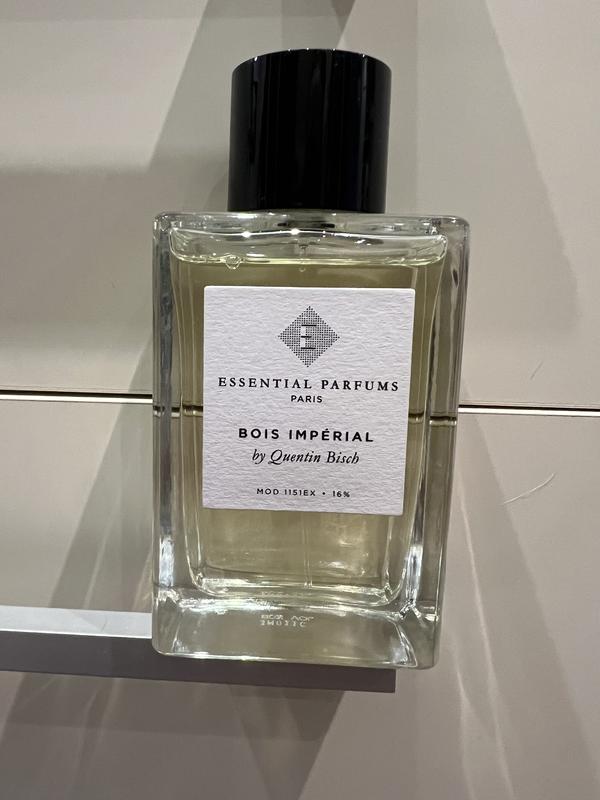 E
ESSENTIAL PARFUMS
PARIS
BOIS IMPÉRIAL
by Quentin Bisch
MOD 1151EX • 16%